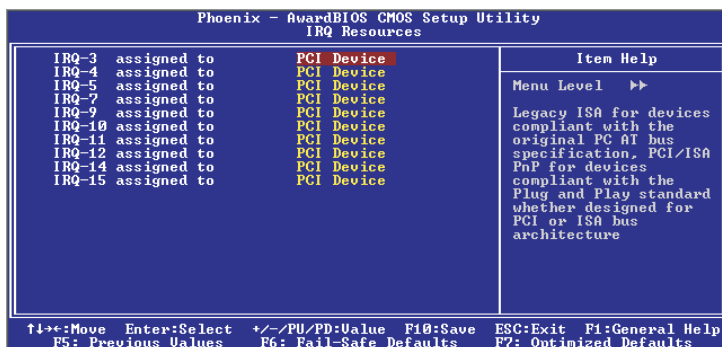 Phoenix - AwardBIOS CMOS Setup Utility
IRQ Resources
IRQ-3 assigned to PCI Device
IRQ-4 assigned to PCI Device
IRQ-5 assigned to PCI Device
IRQ-7 assigned to PCI Device
IRQ-9 assigned to PCI Device
IRQ-10 assigned to PCI Device
IRQ-11 assigned to PCI Device
IRQ-12 assigned to PCI Device
IRQ-14 assigned to PCI Device
IRQ-15 assigned to PCI Device
Item Help
Menu Level ▸▸
Legacy ISA for devices
compliant with the
original PC AT bus
specification, PCI/ISA
PnP for devices
compliant with the
Plug and Play standard
whether designed for
PCI or ISA bus
architecture
↑↓→←:Move Enter:Select +/-/PU/PD:Value F10:Save ESC:Exit F1:General Help
F5: Previous Values F6: Fail-Safe Defaults F7: Optimized Defaults